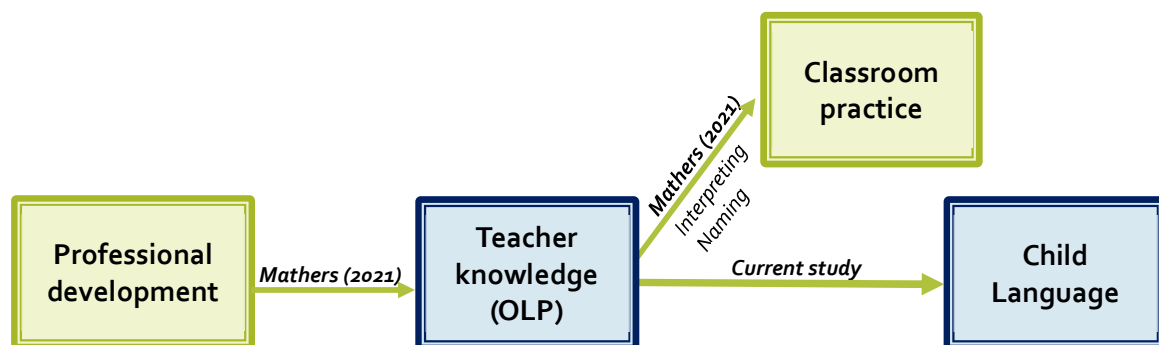 Classroom
practice
Mathers (2021)
Interpreting
Naming
Professional
development
Mathers (2021)
Teacher
knowledge
(OLP)
Current study
Child
Language